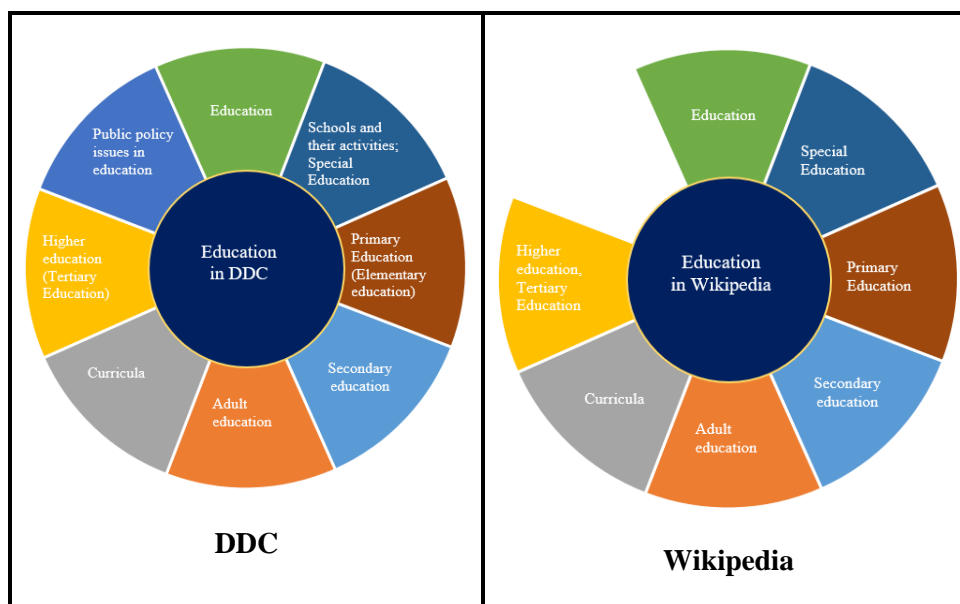 Education
Schools and
their activities;
Special
Education
Primary
Education
(Elementary
education)
Secondary
education
Adult
education
Curricula
Higher
education
(Tertiary
Education)
Public policy
issues in
education
Education
in DDC
DDC
Education
Special
Education
Primary
Education
Secondary
education
Adult
education
Curricula
Higher
education,
Tertiary
Education
Education
in Wikipedia
Wikipedia